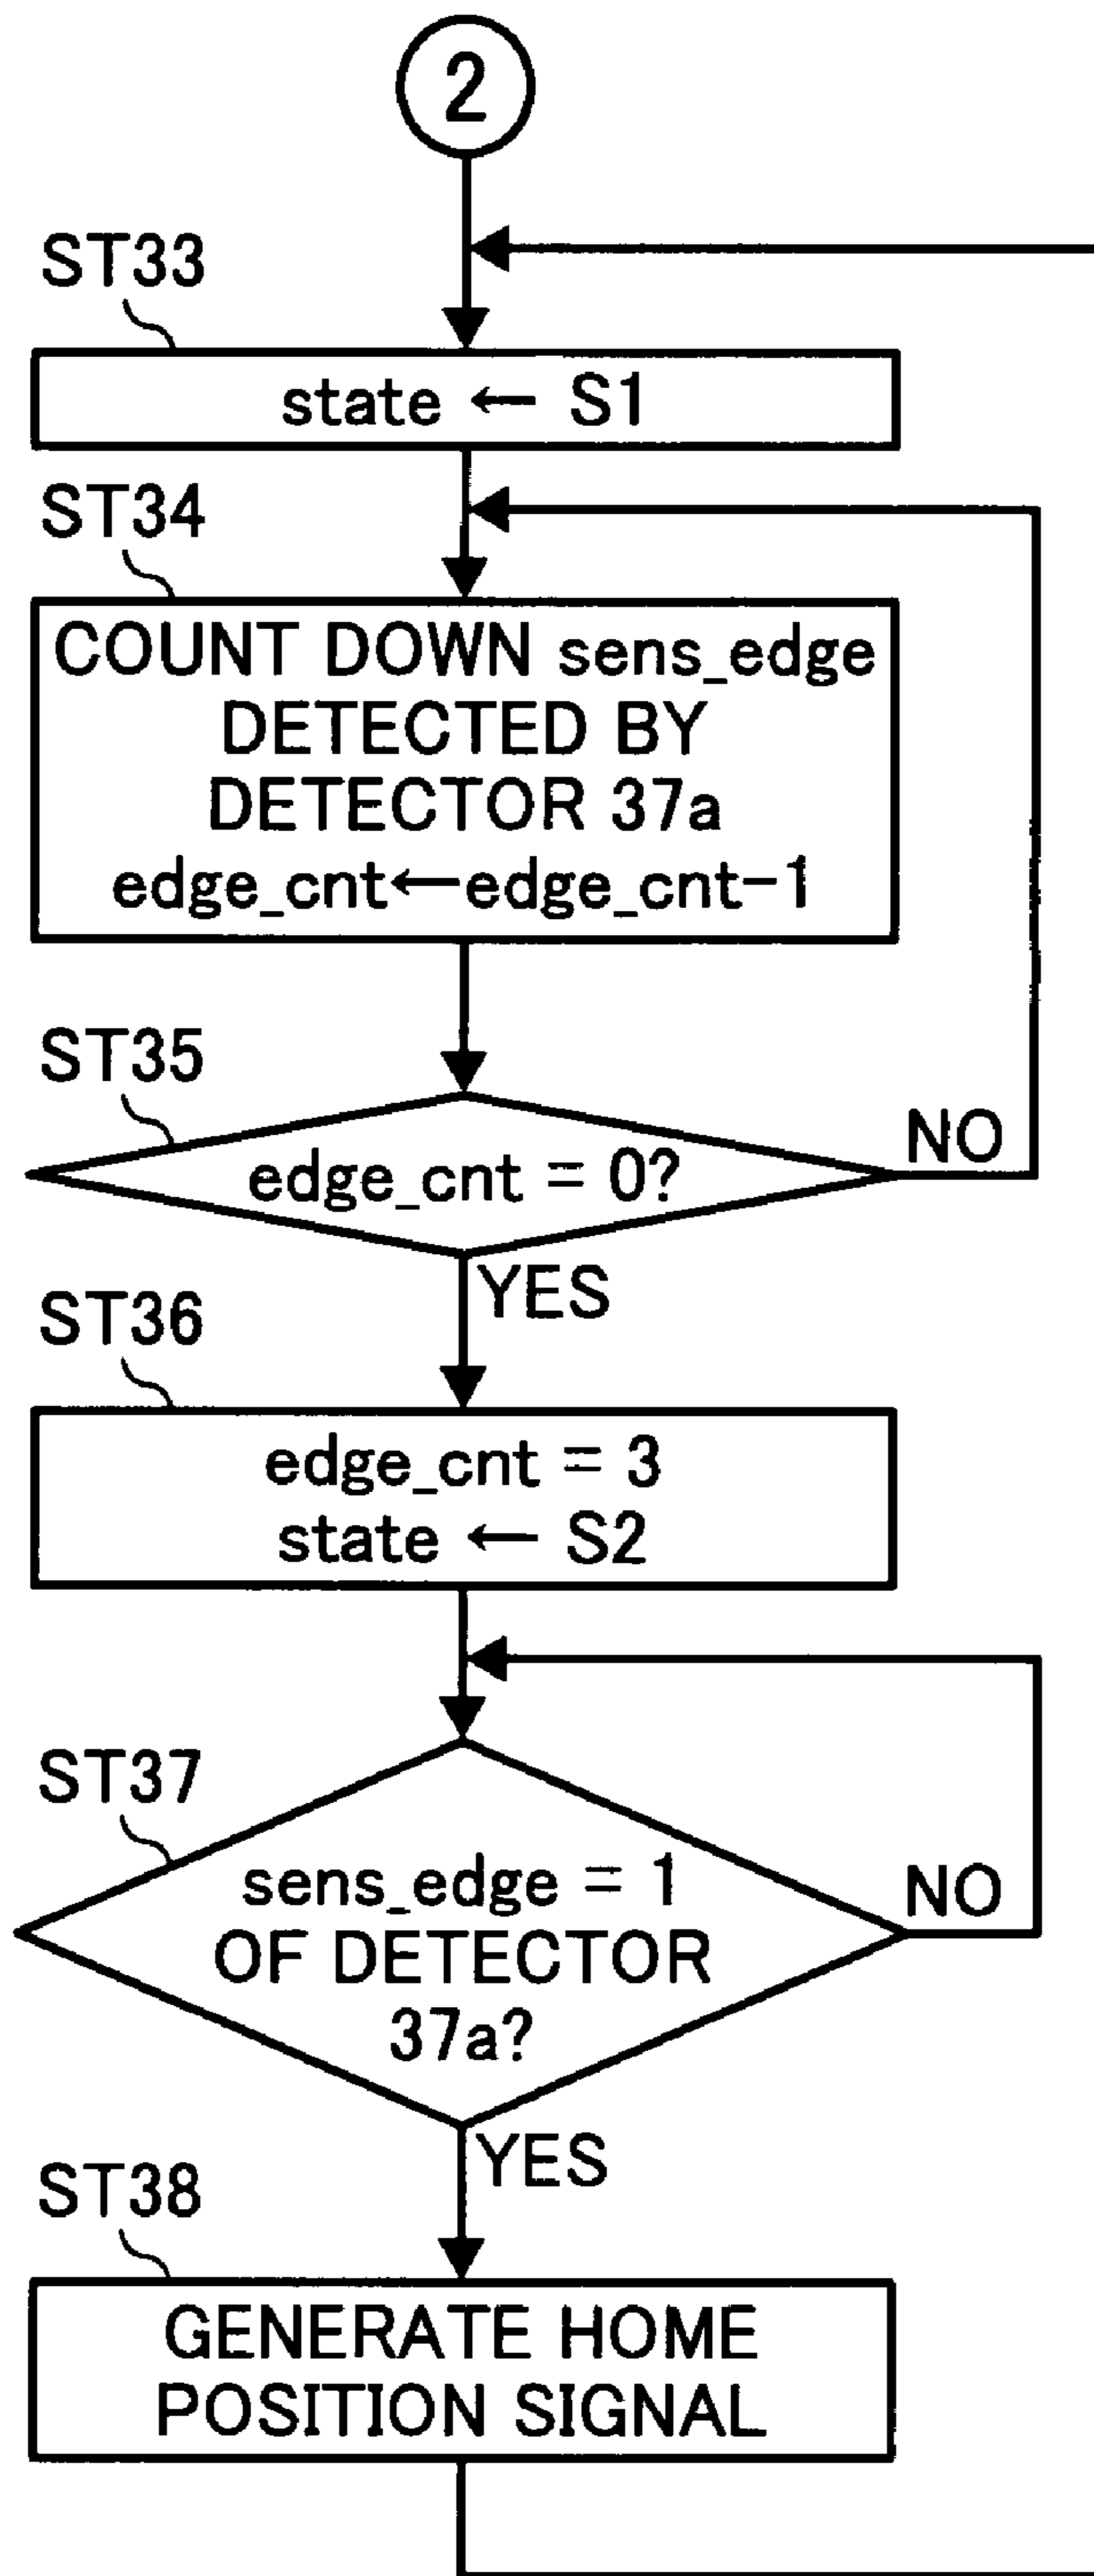 2
ST33
state ← S1
ST34
COUNT DOWN sens_edge
DETECTED BY
DETECTOR 37a
edge_cnt←edge_cnt-1
ST35
edge_cnt = 0?
NO
YES
ST36
edge_cnt = 3
state ← S2
ST37
sens_edge = 1
OF DETECTOR
37a?
NO
YES
ST38
GENERATE HOME
POSITION SIGNAL